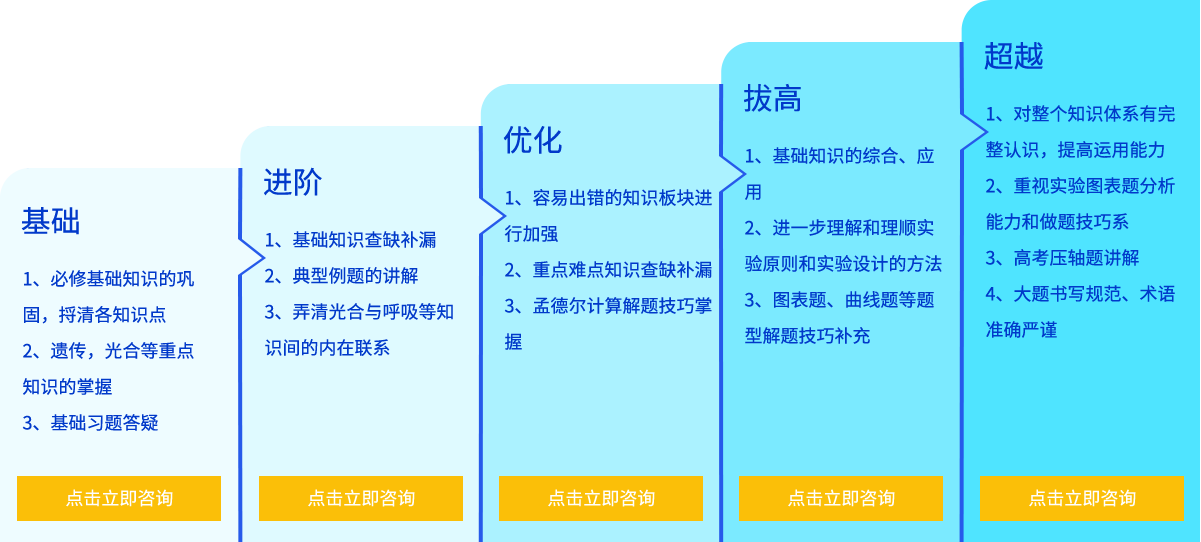 基础
1、必修基础知识的巩
固，捋清各知识点
2、遗传，光合等重点
知识的掌握
3、基础习题答疑
点击立即咨询
进阶
1、基础知识查缺补漏
2、典型例题的讲解
3、弄清光合与呼吸等知
识间的内在联系
点击立即咨询
优化
1、容易出错的知识板块进
行加强
2、重点难点知识查缺补漏
3、孟德尔计算解题技巧掌
握
点击立即咨询
拔高
1、基础知识的综合、应
用
2、进一步理解和理顺实
验原则和实验设计的方法
3、图表题、曲线题等题
型解题技巧补充
点击立即咨询
超越
1、对整个知识体系有完
整认识，提高运用能力
2、重视实验图表题分析
能力和做题技巧系
3、高考压轴题讲解
4、大题书写规范、术语
准确严谨
点击立即咨询